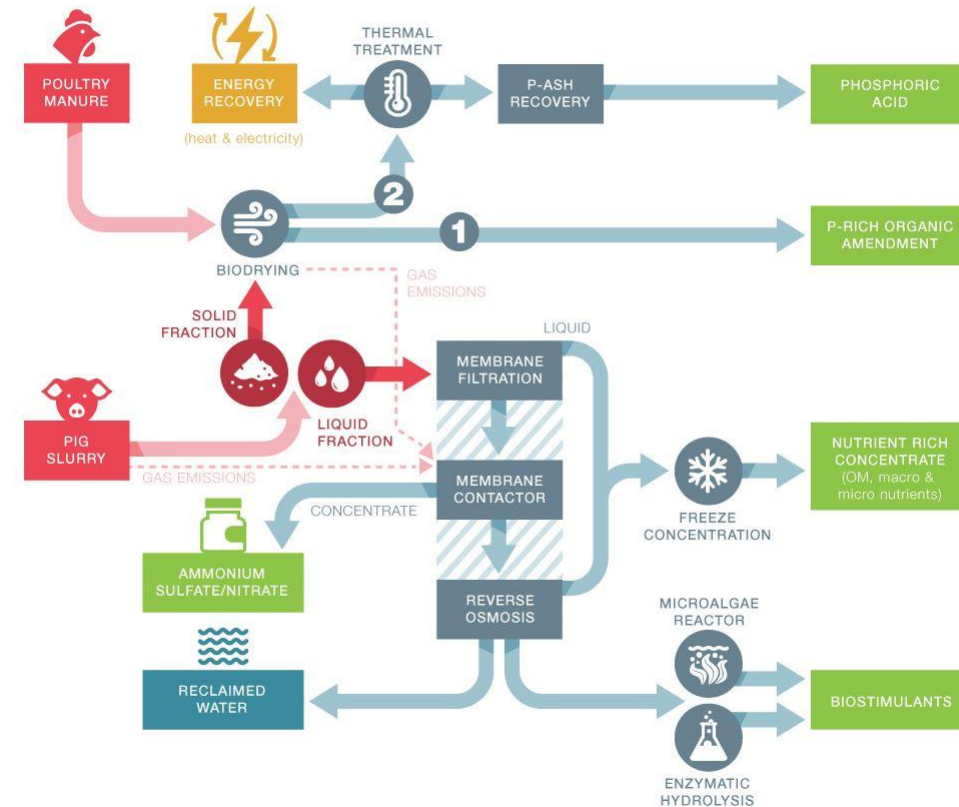 POULTRY
MANURE
ENERGY
RECOVERY
(heat & electricity)
THERMAL
TREATMENT
P-ASH
RECOVERY
PHOSPHORIC
ACID
2
1
P-RICH ORGANIC
AMENDMENT
BIODRYING
GAS
EMISSIONS
SOLID
FRACTION
LIQUID
MEMBRANE
FILTRATION
LIQUID
FRACTION
PIG
SLURRY
GAS EMISSIONS
MEMBRANE
CONTACTOR
CONCENTRATE
FREEZE
CONCENTRATION
NUTRIENT RICH
CONCENTRATE
(OM, macro &
micro nutrients)
AMMONIUM
SULFATE/NITRATE
REVERSE
OSMOSIS
MICROALGAE
REACTOR
RECLAIMED
WATER
BIOSTIMULANTS
ENZYMATIC
HYDROLYSIS